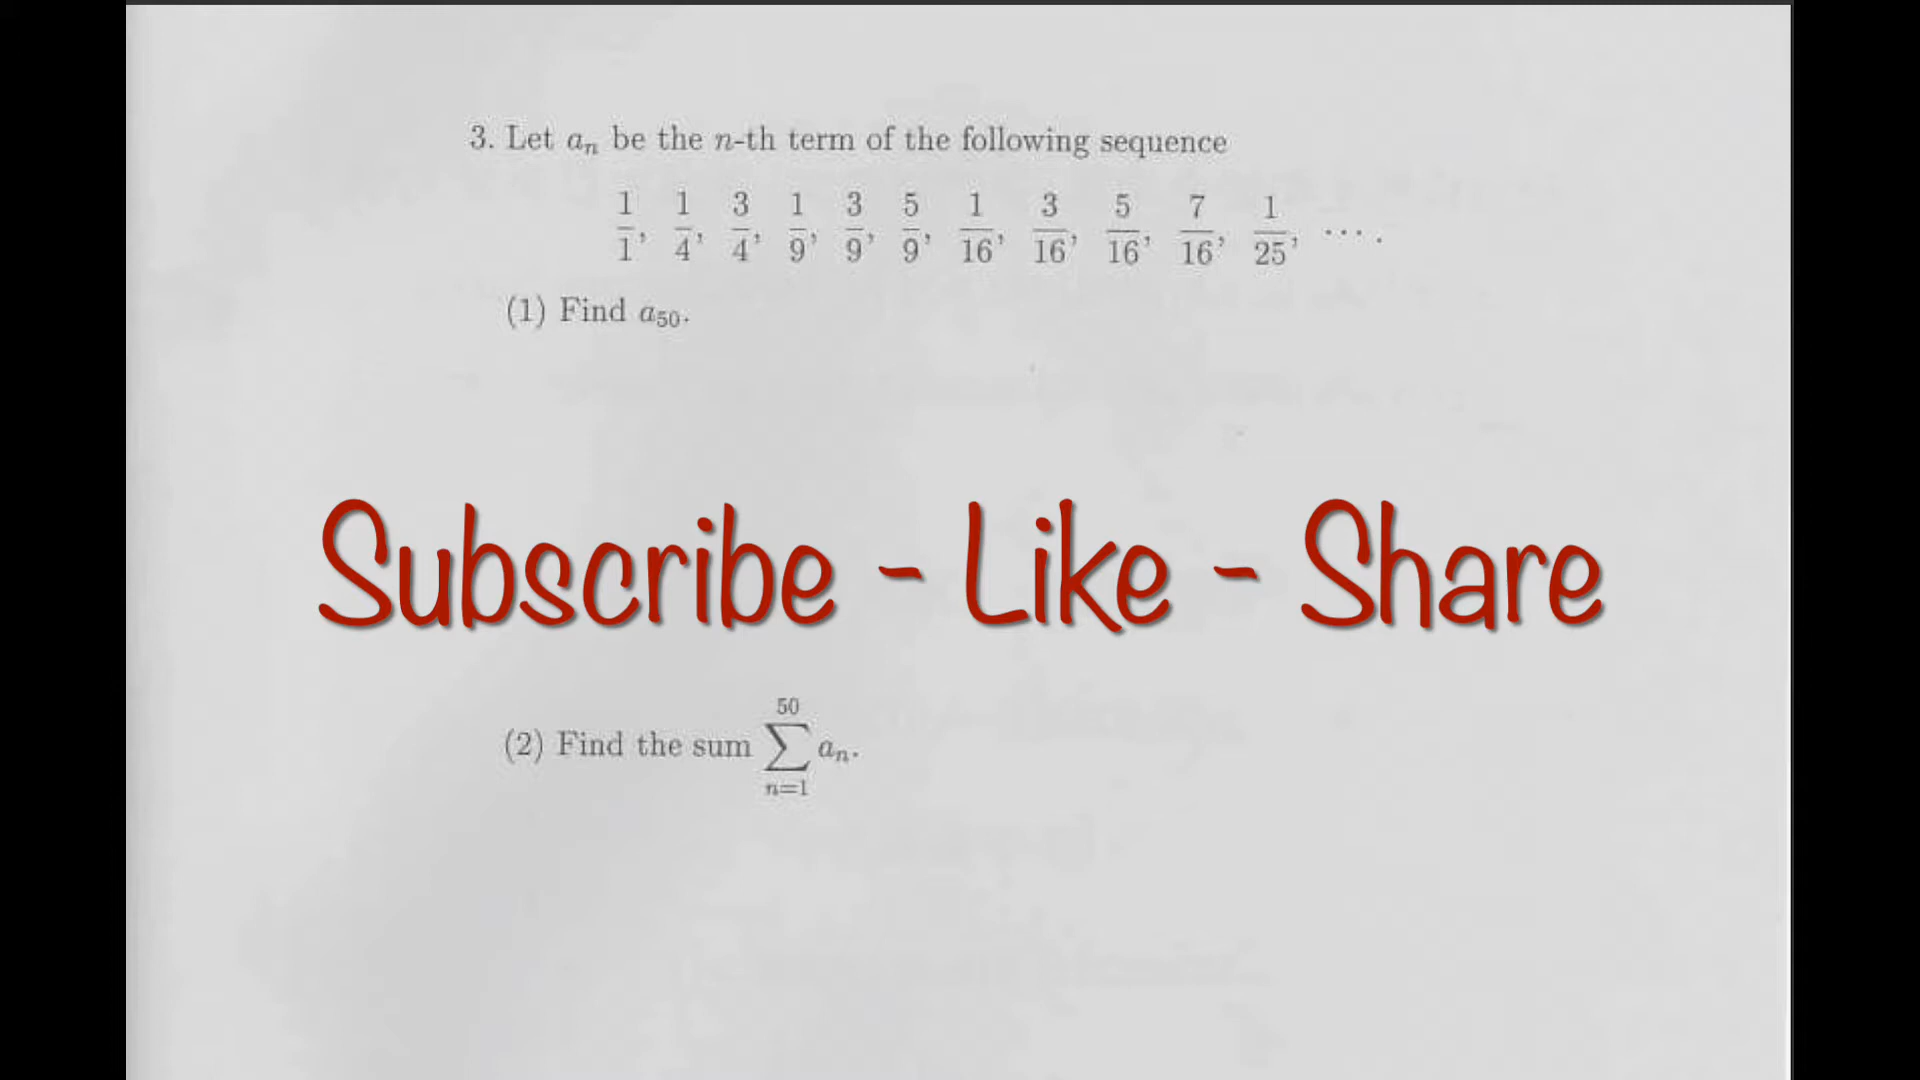 3. Let aₙ be the n-th term of the following sequence
1/1, 1/4, 3/4, 1/9, 3/9, 5/9, 1/16, 3/16, 5/16, 7/16, 1/25, ⋯.
(1) Find a₅₀.
Subscribe - Like - Share
(2) Find the sum ∑_{n=1}^{50} aₙ.